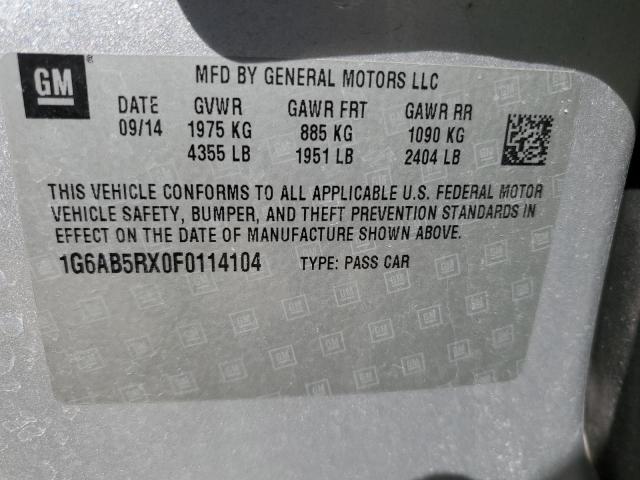 GM
MFD BY GENERAL MOTORS LLC
DATE GVWR GAWR FRT GAWR RR
09/14 1975 KG 885 KG 1090 KG
4355 LB 1951 LB 2404 LB
THIS VEHICLE CONFORMS TO ALL APPLICABLE U.S. FEDERAL MOTOR
VEHICLE SAFETY, BUMPER, AND THEFT PREVENTION STANDARDS IN
EFFECT ON THE DATE OF MANUFACTURE SHOWN ABOVE.
1G6AB5RX0F0114104 TYPE: PASS CAR